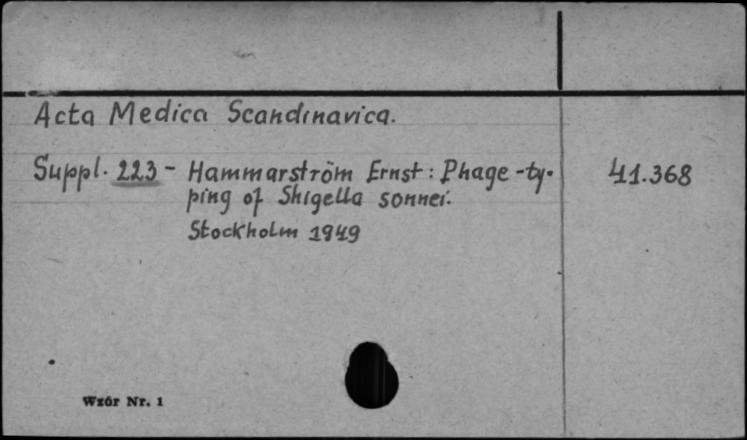 Acta Medica Scandinavica.
Suppl. 223 - Hammarström Ernst: Phage-ty- 41.368
ping of Shigella sonnei.
Stockholm 1949
Wzór Nr. 1